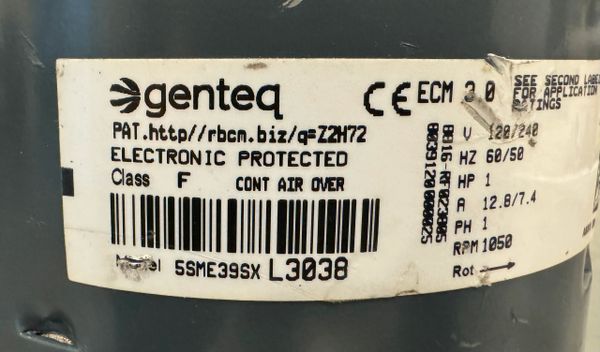 genteq
CE ECM 3.0
SEE SECOND LABEL
FOR APPLICATION
RATINGS
PAT.http//rbcm.biz/q=Z2H72
ELECTRONIC PROTECTED
Class F CONT AIR OVER
Model 5SME39SX L3038
0039120000025
V 120/240
HZ 60/50
HP 1
A 12.8/7.4
PH 1
RPM 1050
Rot